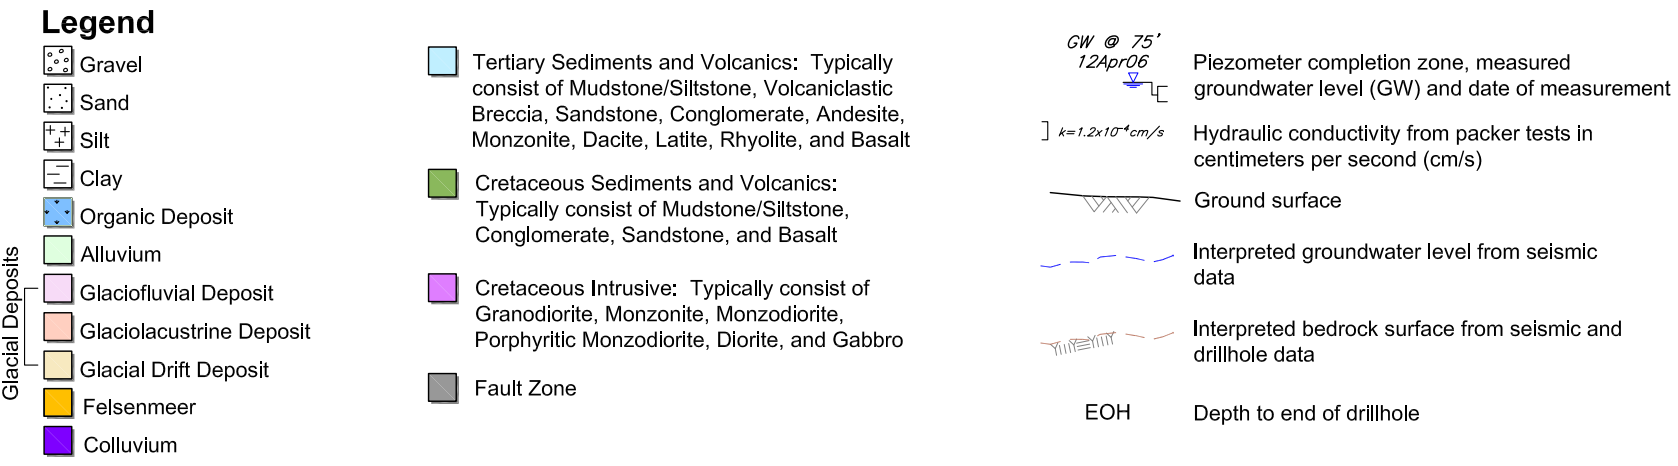 Legend
Gravel
Sand
Silt
Clay
Organic Deposit
Alluvium
Glacial Deposits
Glaciofluvial Deposit
Glaciolacustrine Deposit
Glacial Drift Deposit
Felsenmeer
Colluvium
Tertiary Sediments and Volcanics: Typically
consist of Mudstone/Siltstone, Volcaniclastic
Breccia, Sandstone, Conglomerate, Andesite,
Monzonite, Dacite, Latite, Rhyolite, and Basalt
Cretaceous Sediments and Volcanics:
Typically consist of Mudstone/Siltstone,
Conglomerate, Sandstone, and Basalt
Cretaceous Intrusive: Typically consist of
Granodiorite, Monzonite, Monzodiorite,
Porphyritic Monzodiorite, Diorite, and Gabbro
Fault Zone
GW @ 75'
12Apr06
Piezometer completion zone, measured
groundwater level (GW) and date of measurement
k=1.2x10⁻⁴cm/s
Hydraulic conductivity from packer tests in
centimeters per second (cm/s)
Ground surface
Interpreted groundwater level from seismic
data
Interpreted bedrock surface from seismic and
drillhole data
EOH
Depth to end of drillhole